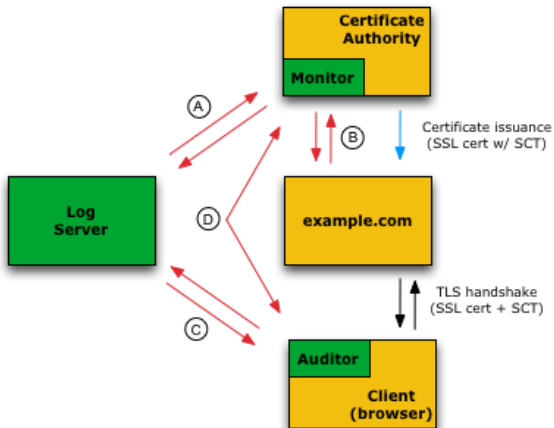 Certificate
Authority
Monitor
A
B
Certificate issuance
(SSL cert w/ SCT)
Log
Server
D
example.com
TLS handshake
(SSL cert + SCT)
C
Auditor
Client
(browser)